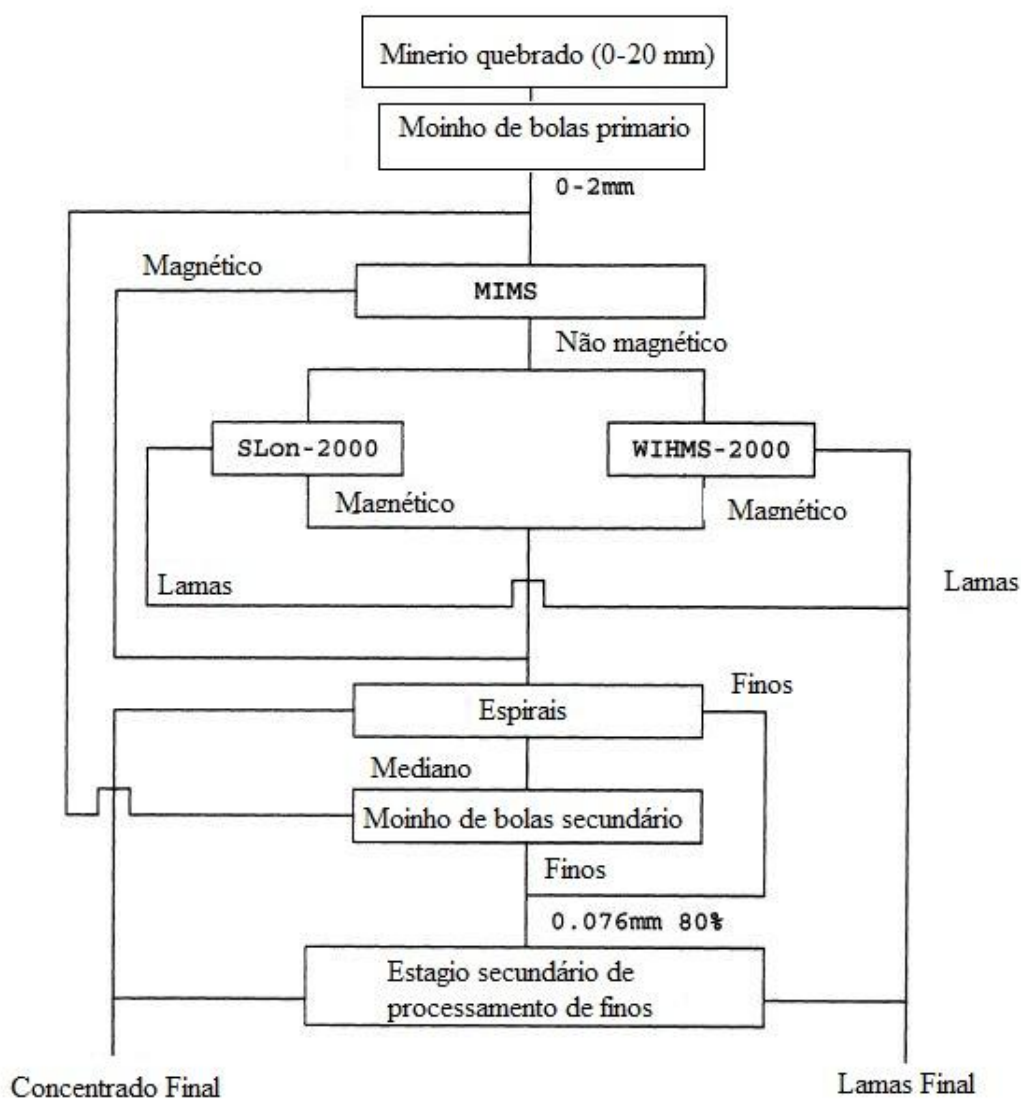 Minerio quebrado (0-20 mm)
Moinho de bolas primario
0-2mm
Magnético
MIMS
Não magnético
SLon-2000
WIHMS-2000
Magnético
Magnético
Lamas
Lamas
Finos
Espirais
Mediano
Moinho de bolas secundário
Finos
0.076mm 80%
Estagio secundário de
processamento de finos
Concentrado Final
Lamas Final